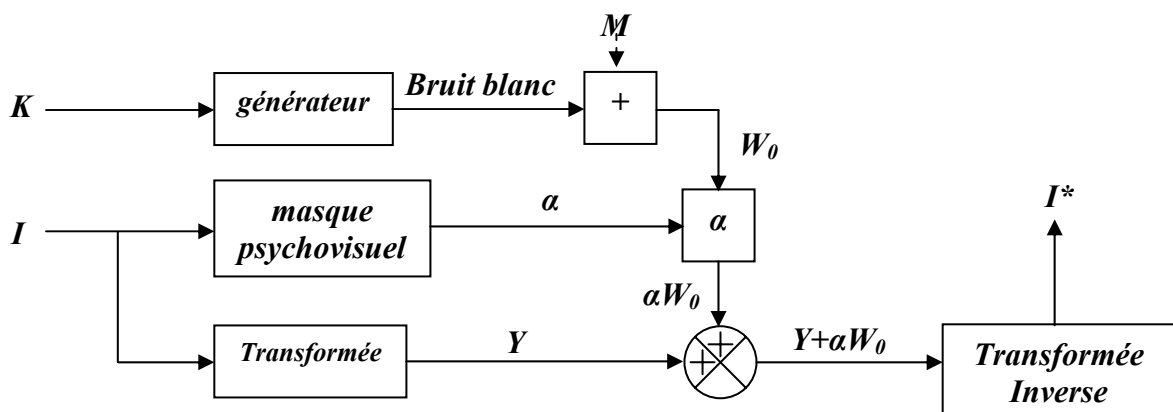 M
K
générateur
Bruit blanc
+
W₀
I
masque
psychovisuel
α
α
I*
αW₀
Transformée
Y
+
+
Y+αW₀
Transformée
Inverse